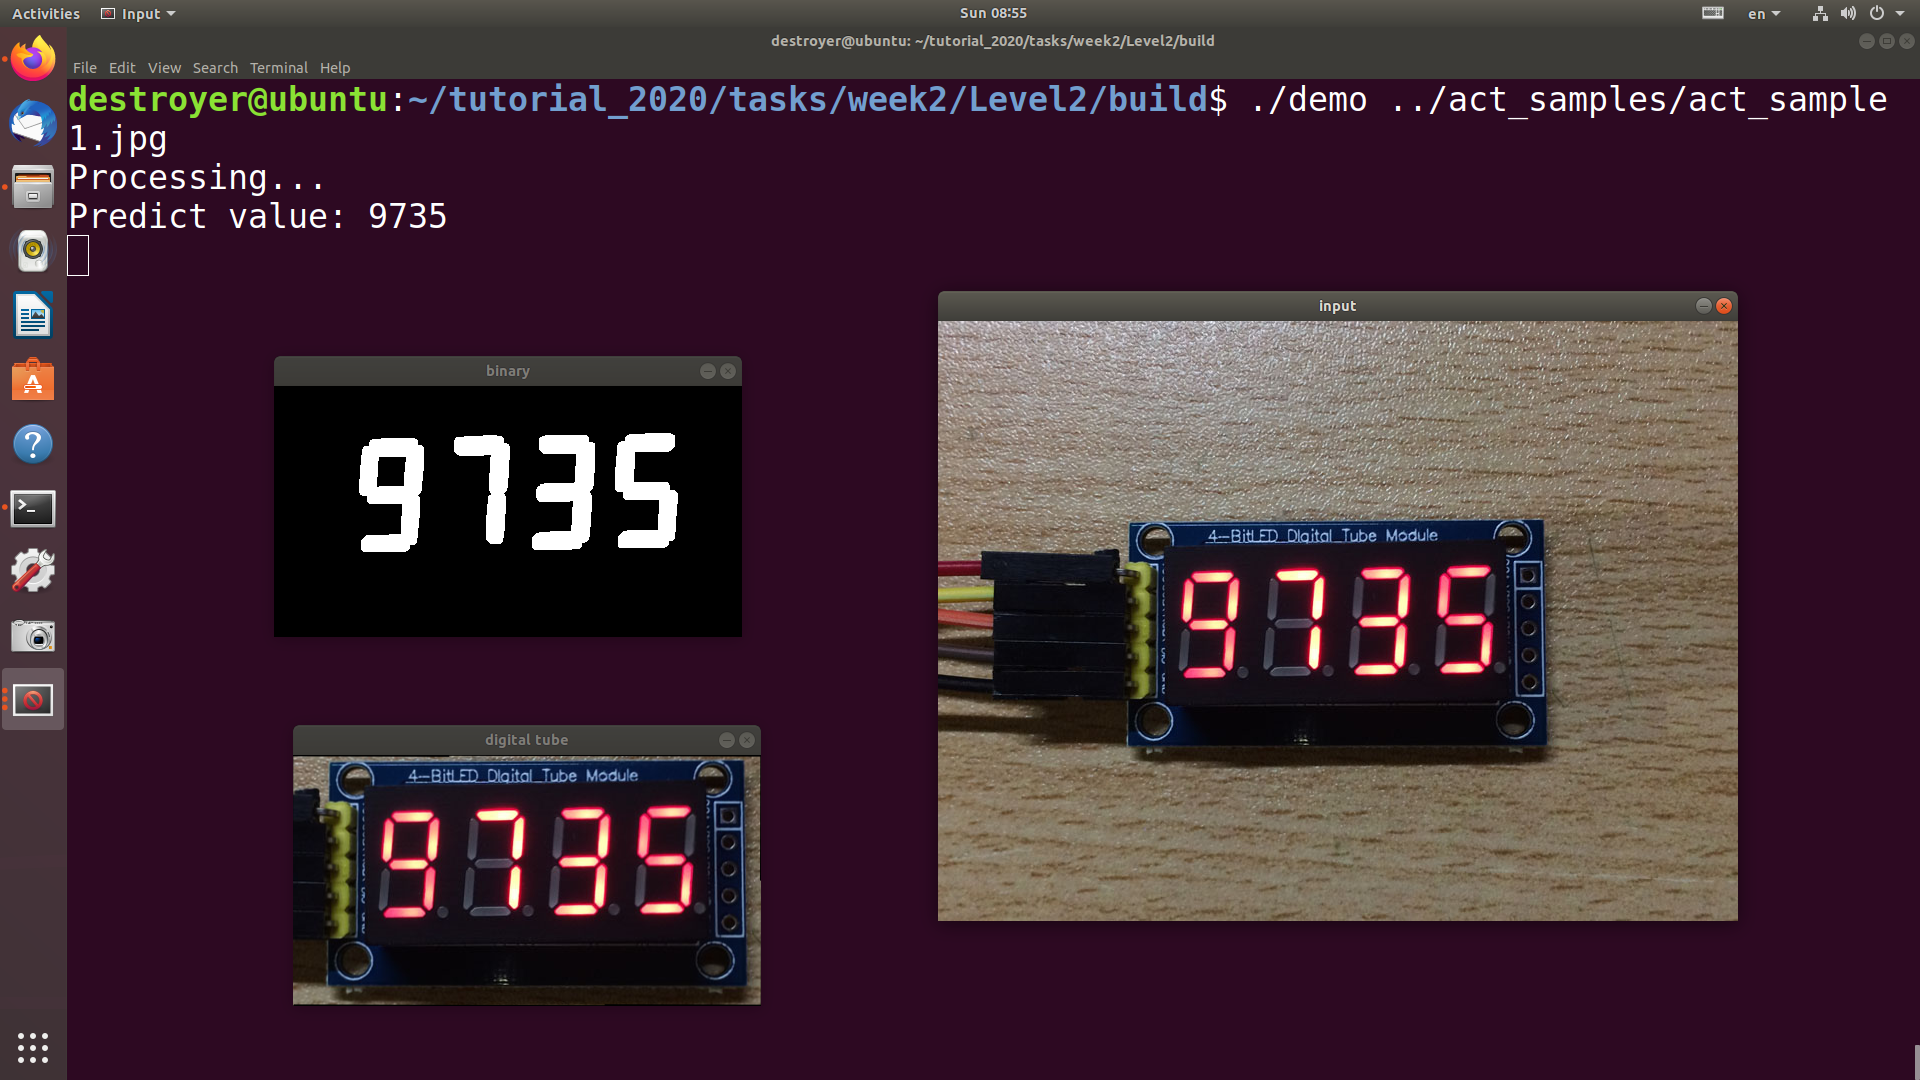 Activities
Input
Sun 08:55
en
destroyer@ubuntu: ~/tutorial_2020/tasks/week2/Level2/build
File Edit View Search Terminal Help
destroyer@ubuntu:~/tutorial_2020/tasks/week2/Level2/build$ ./demo ../act_samples/act_sample
1.jpg
Processing...
Predict value: 9735
input
4-BitLED DIgital Tube Module
9735
binary
9735
digital tube
4-BitLED DIgital Tube Module
9735